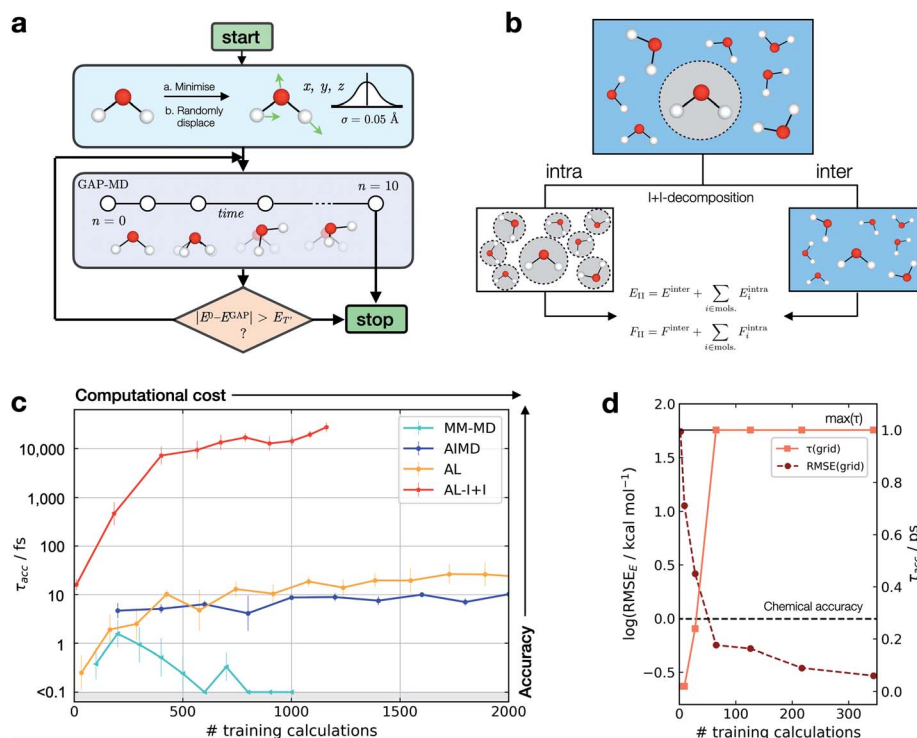 a
start
a. Minimise
b. Randomly
displace
x, y, z
σ = 0.05 Å
GAP-MD
n = 10
n = 0
time
|E⁰−E^GAP| > E_T'
?
stop
b
intra
inter
I+I-decomposition
E_II = E^inter + ∑_{i∈mols.} E_i^intra
F_II = F^inter + ∑_{i∈mols.} F_i^intra
Computational cost
c
MM-MD
AIMD
AL
AL-I+I
10,000
1,000
100
10
1
<0.1
τ_acc / fs
0
500
1000
1500
2000
# training calculations
Accuracy
d
max(τ)
τ(grid)
RMSE(grid)
Chemical accuracy
2.0
1.5
1.0
0.5
0.0
−0.5
log(RMSE_E / kcal mol⁻¹)
1.0
0.8
0.6
0.4
0.2
0.0
τ_acc / ps
0
100
200
300
# training calculations